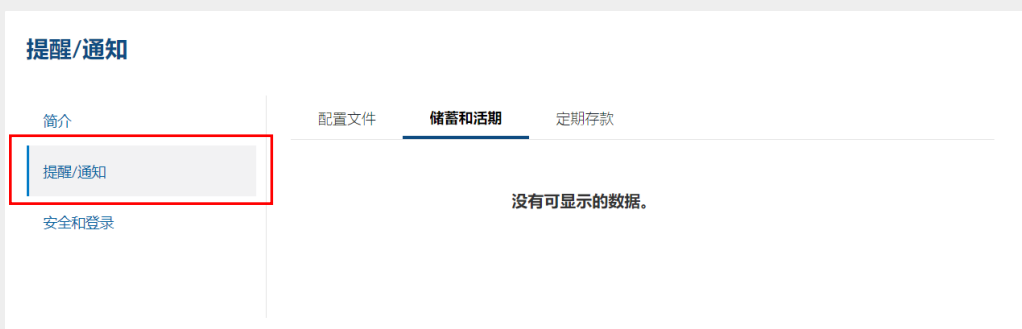 提醒/通知
简介
提醒/通知
安全和登录
配置文件 储蓄和活期 定期存款
没有可显示的数据。